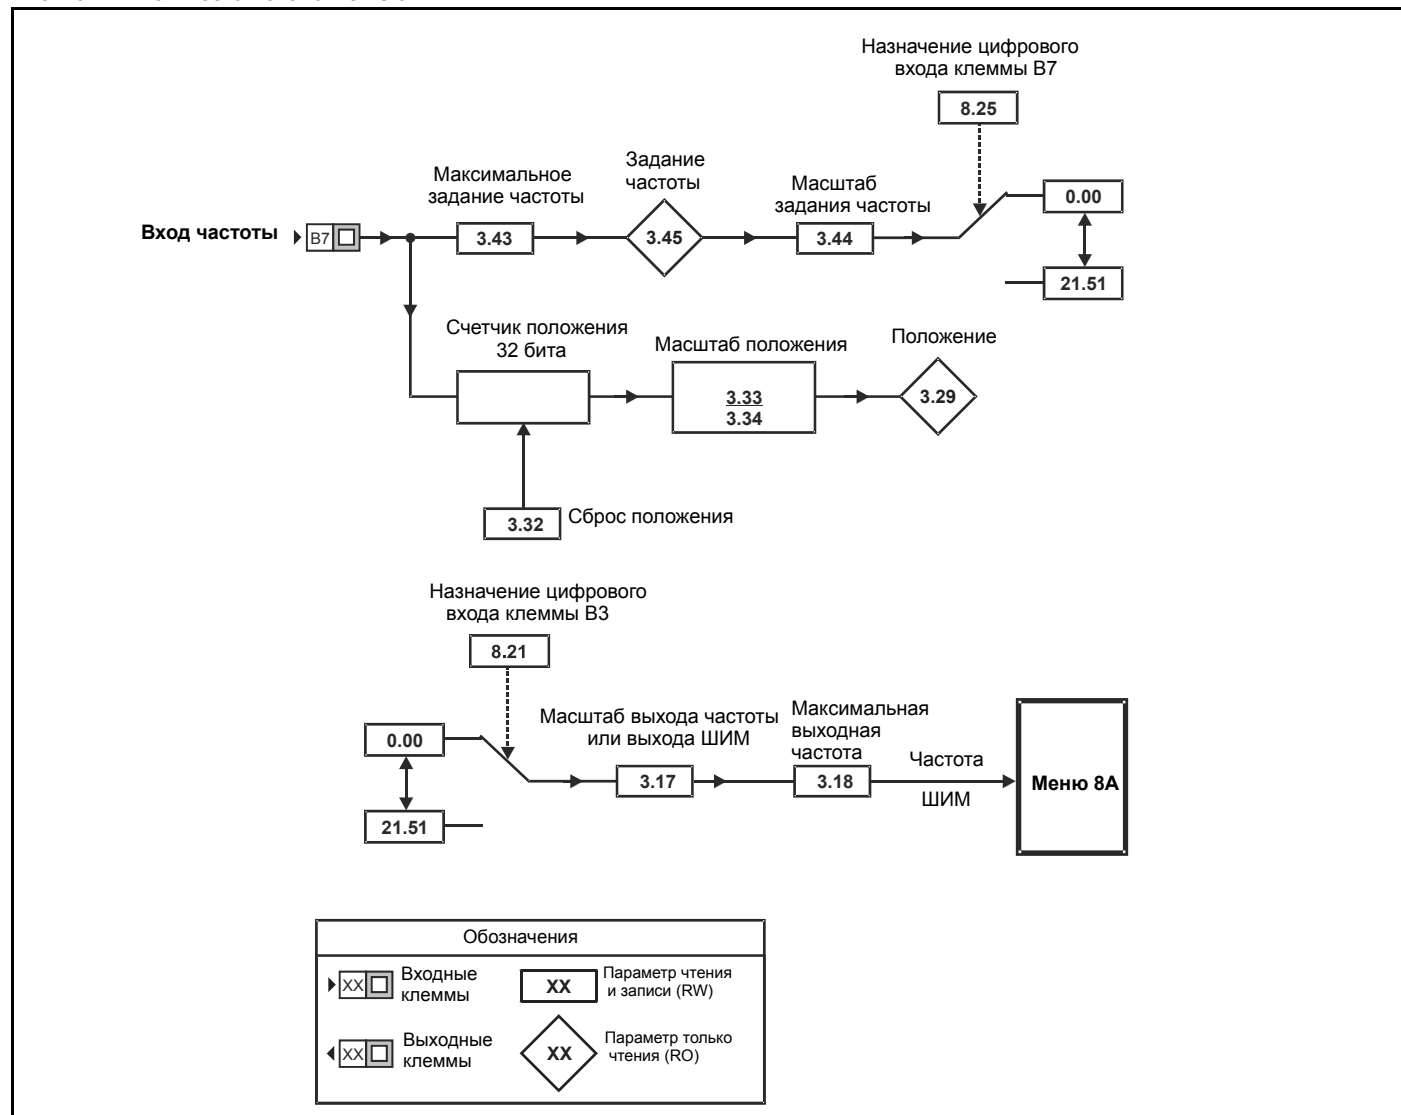 Назначение цифрового
входа клеммы B7
8.25
Задание
частоты
Максимальное
задание частоты
Масштаб
задания частоты
0.00
Вход частоты
B7
3.43
3.45
3.44
21.51
Счетчик положения
32 бита
Масштаб положения
Положение
3.33
3.34
3.29
3.32
Сброс положения
Назначение цифрового
входа клеммы B3
8.21
Масштаб выхода частоты
или выхода ШИМ
Максимальная
выходная
частота
0.00
Частота
3.17
3.18
ШИМ
Меню 8A
21.51
Обозначения
XX
Входные
клеммы
XX
Параметр чтения
и записи (RW)
XX
Выходные
клеммы
XX
Параметр только
чтения (RO)